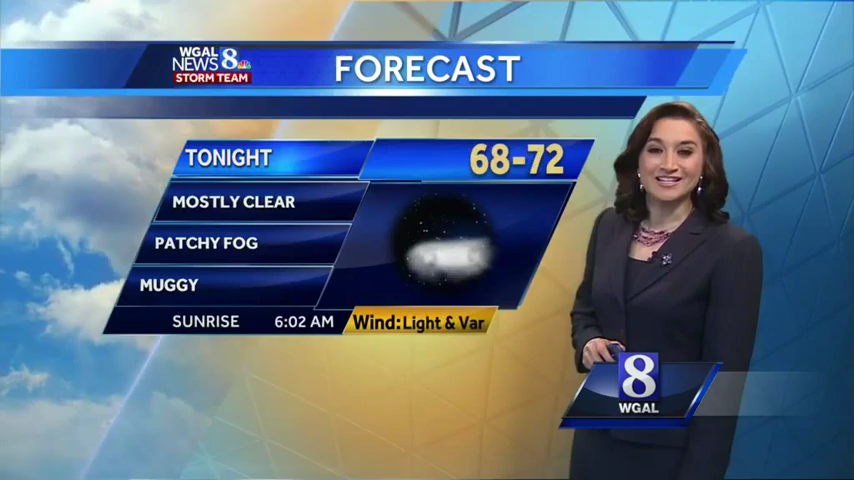 WGAL
NEWS 8
STORM TEAM
FORECAST
TONIGHT 68-72
MOSTLY CLEAR
PATCHY FOG
MUGGY
SUNRISE 6:02 AM
Wind: Light & Var
8
WGAL